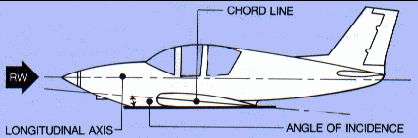 CHORD LINE
RW
LONGITUDINAL AXIS
ANGLE OF INCIDENCE